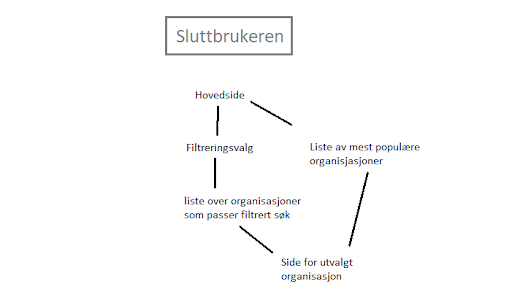 Sluttbrukeren
Hovedside
Filtreringsvalg
Liste av mest populære
organisjasjoner
liste over organisasjoner
som passer filtrert søk
Side for utvalgt
organisasjon